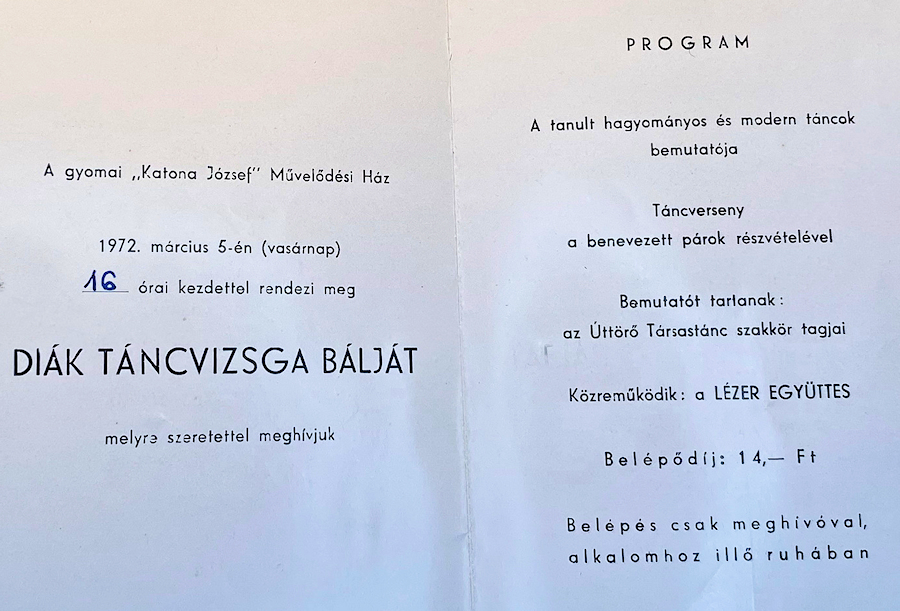 A gyomai „Katona József" Művelődési Ház
1972. március 5-én (vasárnap)
16 órai kezdettel rendezi meg
DIÁK TÁNCVIZSGA BÁLJÁT
melyre szeretettel meghívjuk
PROGRAM
A tanult hagyományos és modern táncok
bemutatója
Táncverseny
a benevezett párok részvételével
Bemutatót tartanak:
az Úttörő Társastánc szakkör tagjai
Közreműködik: a LÉZER EGYÜTTES
Belépődíj: 14,— Ft
Belépés csak meghívóval,
alkalomhoz illő ruhában